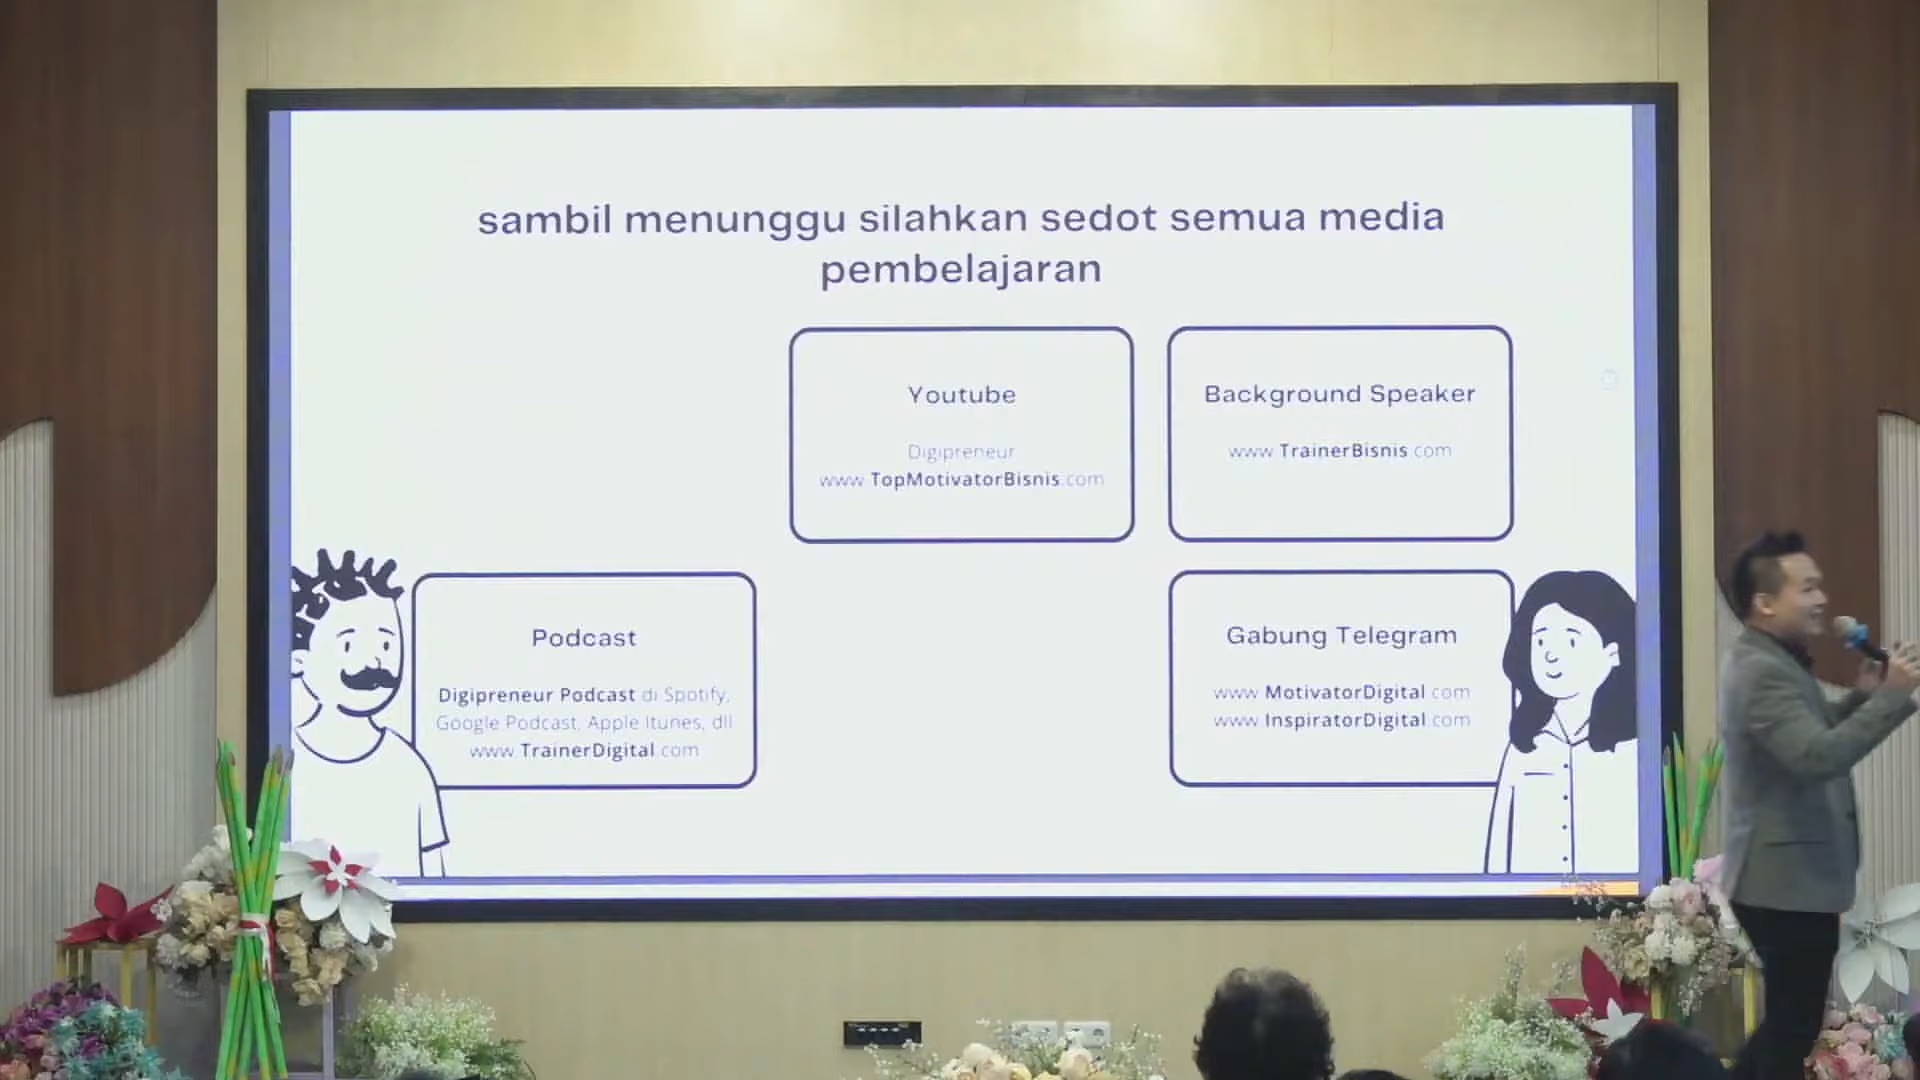 sambil menunggu silahkan sedot semua media
pembelajaran
Youtube
Digipreneur
www.TopMotivatorBisnis.com
Background Speaker
www.TrainerBisnis.com
Podcast
Digipreneur Podcast di Spotify,
Google Podcast, Apple Itunes, dll
www.TrainerDigital.com
Gabung Telegram
www.MotivatorDigital.com
www.InspiratorDigital.com